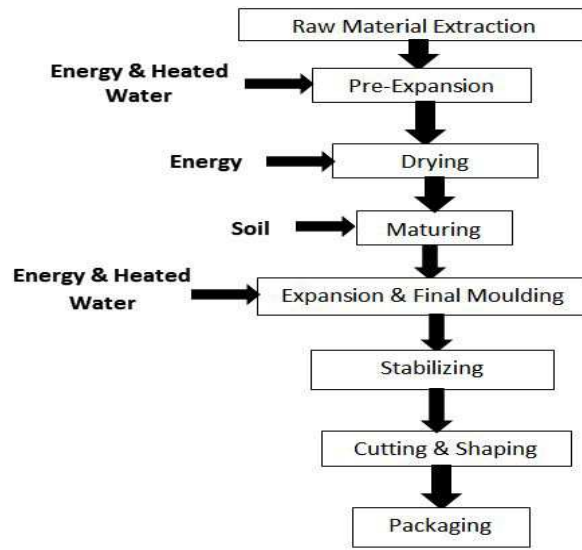 Raw Material Extraction
Energy & Heated
Water
Pre-Expansion
Energy
Drying
Soil
Maturing
Energy & Heated
Water
Expansion & Final Moulding
Stabilizing
Cutting & Shaping
Packaging